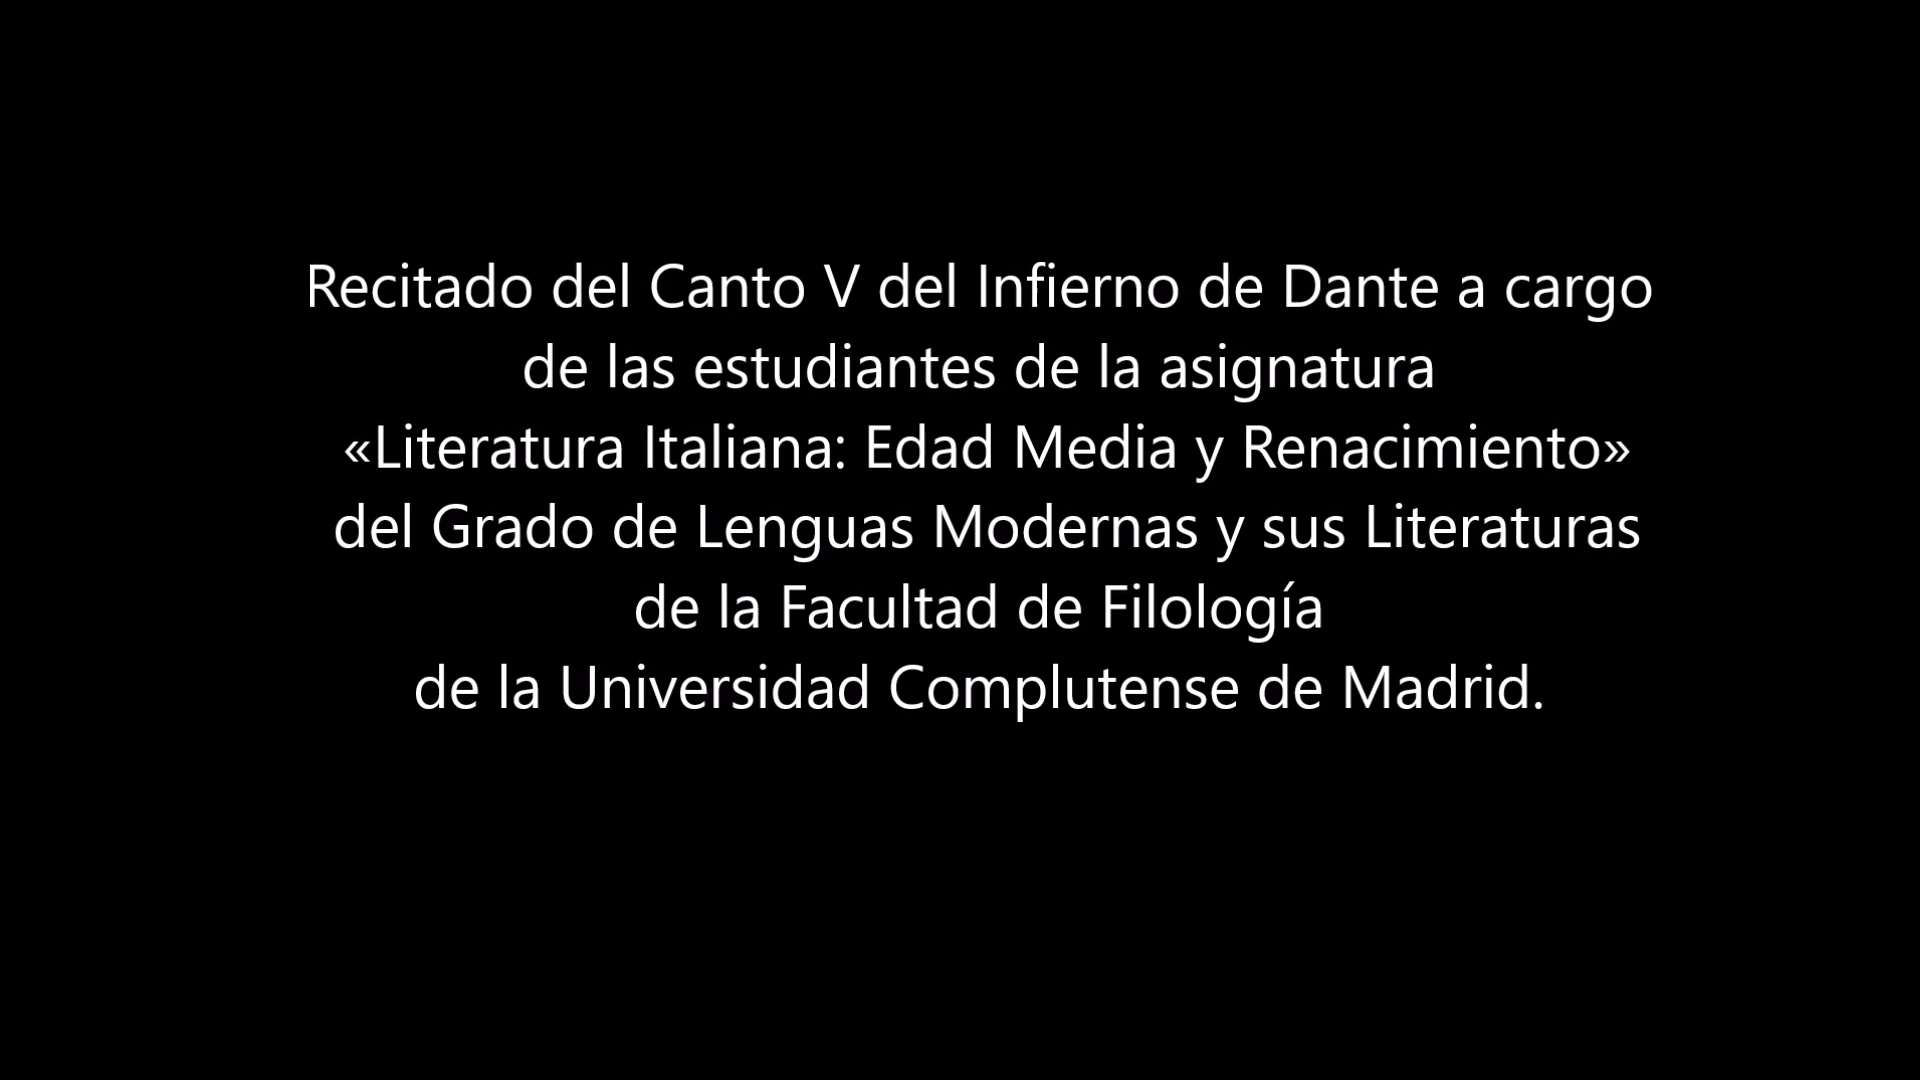 Recitado del Canto V del Infierno de Dante a cargo
de las estudiantes de la asignatura
«Literatura Italiana: Edad Media y Renacimiento»
del Grado de Lenguas Modernas y sus Literaturas
de la Facultad de Filología
de la Universidad Complutense de Madrid.